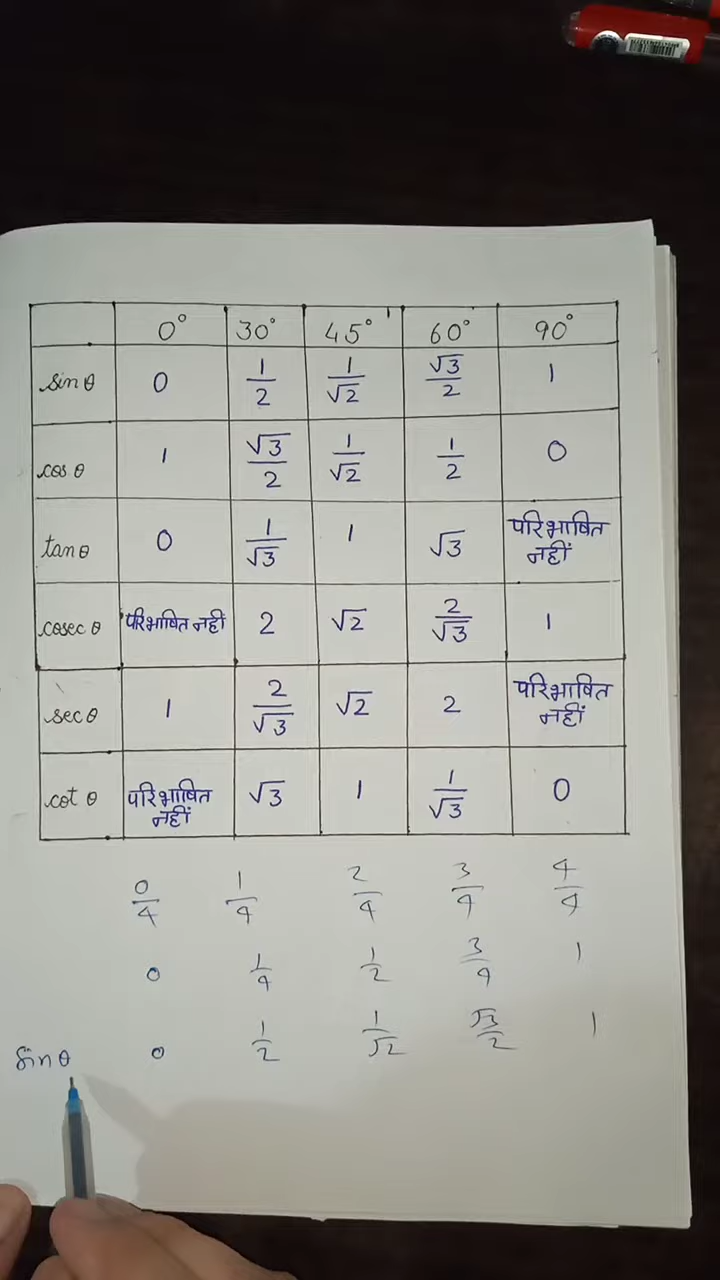 0° 30° 45° 60° 90°
sin θ 0 1/2 1/√2 √3/2 1
cos θ 1 √3/2 1/√2 1/2 0
tan θ 0 1/√3 1 √3 परिभाषित नहीं
cosec θ परिभाषित नहीं 2 √2 2/√3 1
sec θ 1 2/√3 √2 2 परिभाषित नहीं
cot θ परिभाषित नहीं √3 1 1/√3 0
0/4 1/4 2/4 3/4 4/4
0 1/4 1/2 3/4 1
sin θ 0 1/2 1/√2 √3/2 1